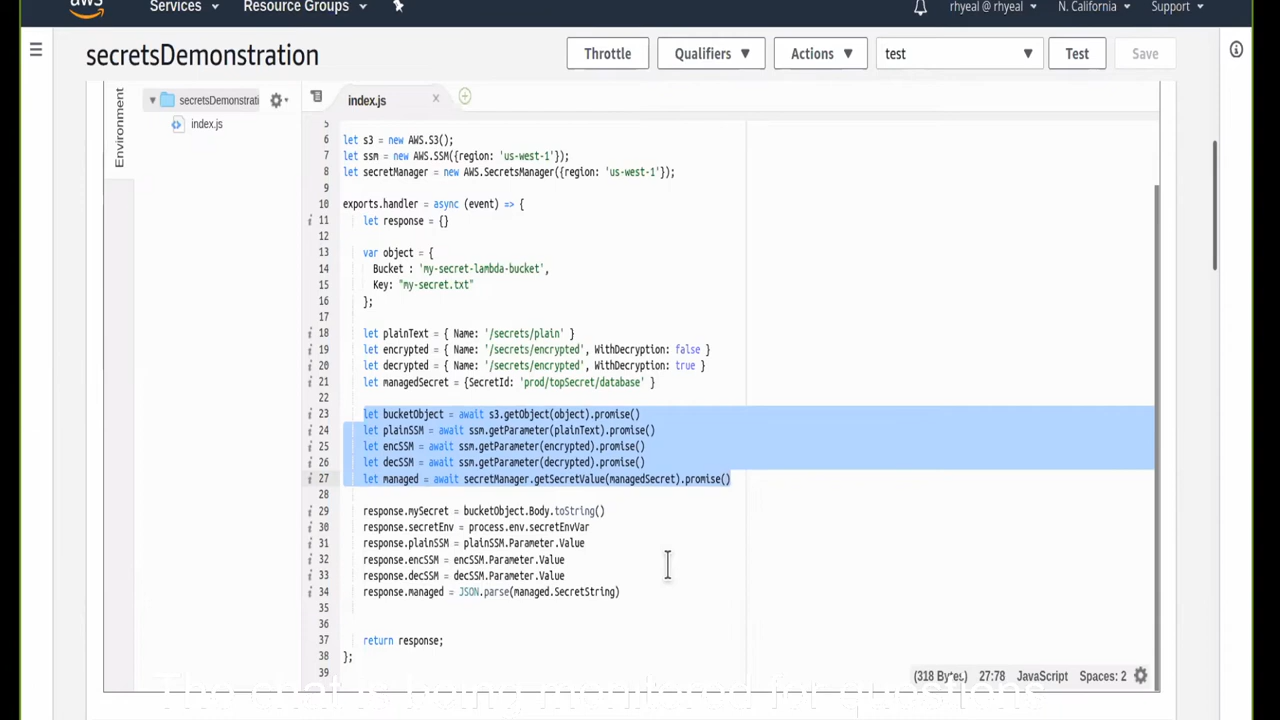 aws Services Resource Groups rhyeal @ rhyeal N. California Support
secretsDemonstration Throttle Qualifiers Actions test Test Save
Environment
secretsDemonstrati index.js
index.js
5
6 let s3 = new AWS.S3();
7 let ssm = new AWS.SSM({region: 'us-west-1'});
8 let secretManager = new AWS.SecretsManager({region: 'us-west-1'});
9
10 exports.handler = async (event) => {
11 let response = {}
12
13 var object = {
14 Bucket : 'my-secret-lambda-bucket',
15 Key: "my-secret.txt"
16 };
17
18 let plainText = { Name: '/secrets/plain' }
19 let encrypted = { Name: '/secrets/encrypted', WithDecryption: false }
20 let decrypted = { Name: '/secrets/encrypted', WithDecryption: true }
21 let managedSecret = {SecretId: 'prod/topSecret/database' }
22
23 let bucketObject = await s3.getObject(object).promise()
24 let plainSSM = await ssm.getParameter(plainText).promise()
25 let encSSM = await ssm.getParameter(encrypted).promise()
26 let decSSM = await ssm.getParameter(decrypted).promise()
27 let managed = await secretManager.getSecretValue(managedSecret).promise()
28
29 response.mySecret = bucketObject.Body.toString()
30 response.secretEnv = process.env.secretEnvVar
31 response.plainSSM = plainSSM.Parameter.Value
32 response.encSSM = encSSM.Parameter.Value
33 response.decSSM = decSSM.Parameter.Value
34 response.managed = JSON.parse(managed.SecretString)
35
36
37 return response;
38 };
39
(318 Bytes) 27:78 JavaScript Spaces: 2
The chat is being monitored for questions